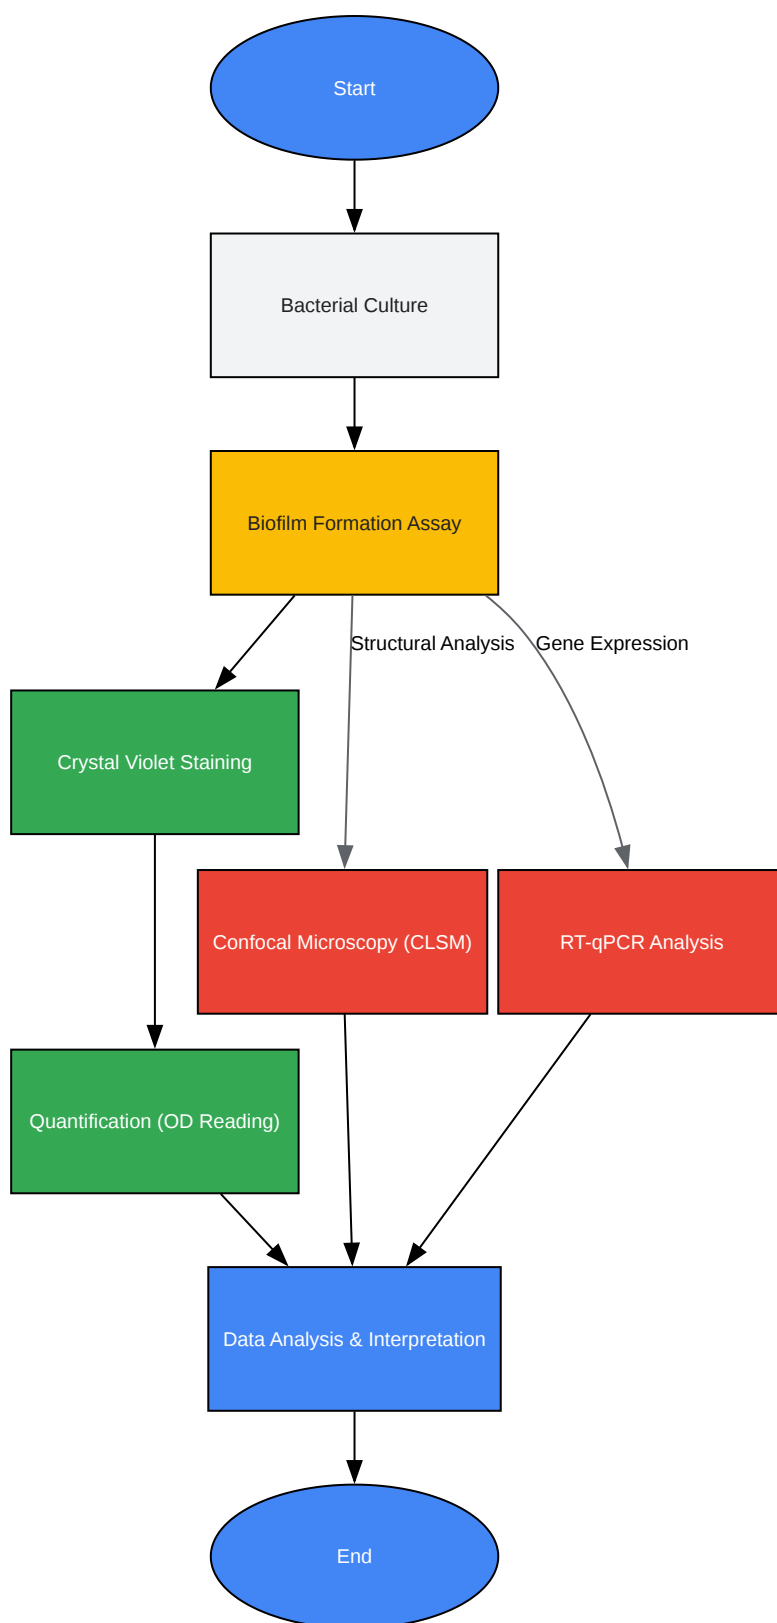 Start
Bacterial Culture
Biofilm Formation Assay
Structural Analysis
Gene Expression
Crystal Violet Staining
Confocal Microscopy (CLSM)
RT-qPCR Analysis
Quantification (OD Reading)
Data Analysis & Interpretation
End